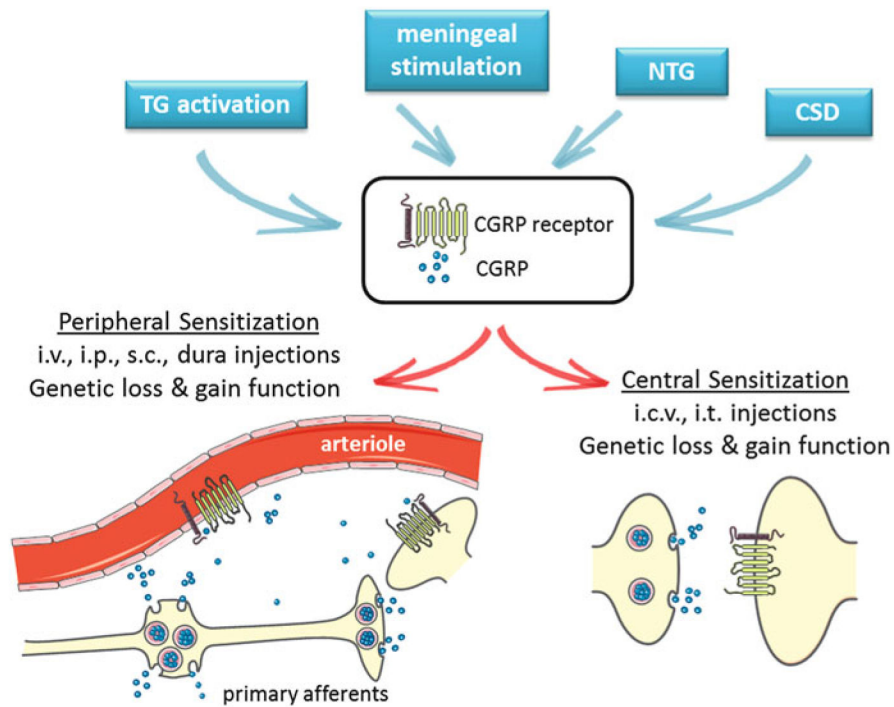 meningeal
stimulation
NTG
TG activation
CSD
CGRP receptor
CGRP
Peripheral Sensitization
i.v., i.p., s.c., dura injections
Genetic loss & gain function
Central Sensitization
i.c.v., i.t. injections
Genetic loss & gain function
arteriole
primary afferents